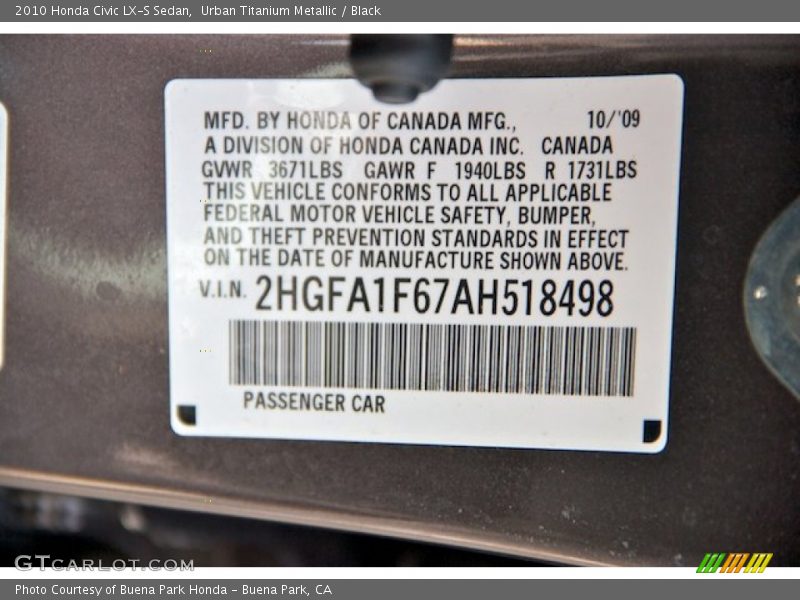 2010 Honda Civic LX-S Sedan,  Urban Titanium Metallic / Black
MFD. BY HONDA OF CANADA MFG., 10/'09
A DIVISION OF HONDA CANADA INC. CANADA
GVWR 3671LBS GAWR F 1940LBS R 1731LBS
THIS VEHICLE CONFORMS TO ALL APPLICABLE
FEDERAL MOTOR VEHICLE SAFETY, BUMPER,
AND THEFT PREVENTION STANDARDS IN EFFECT
ON THE DATE OF MANUFACTURE SHOWN ABOVE.
V.I.N. 2HGFA1F67AH518498
PASSENGER CAR
GTCARLOT.COM
Photo Courtesy of Buena Park Honda - Buena Park, CA